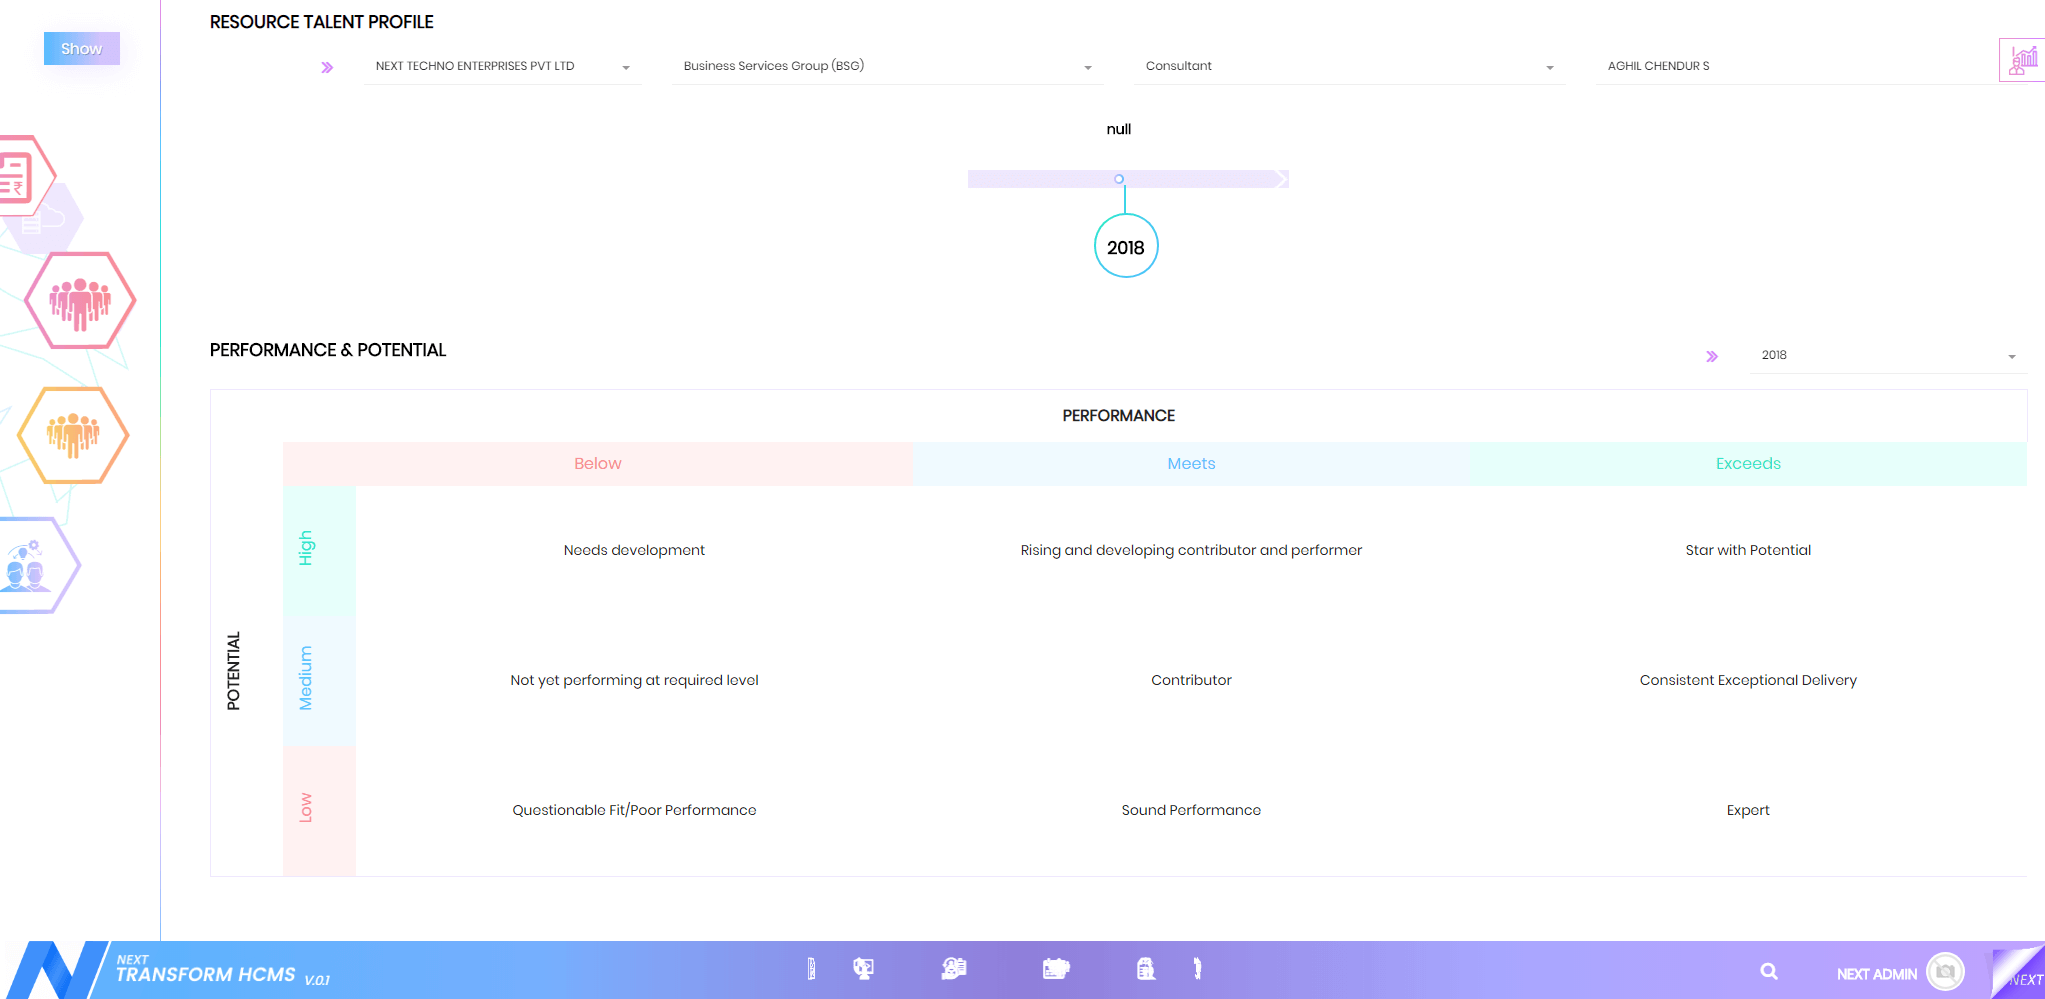 RESOURCE TALENT PROFILE
Show
NEXT TECHNO ENTERPRISES PVT LTD
Business Services Group (BSG)
Consultant
AGHIL CHENDUR S
null
2018
PERFORMANCE & POTENTIAL
2018
PERFORMANCE
Below
Meets
Exceeds
POTENTIAL
High
Needs development
Rising and developing contributor and performer
Star with Potential
Medium
Not yet performing at required level
Contributor
Consistent Exceptional Delivery
Low
Questionable Fit/Poor Performance
Sound Performance
Expert
NEXT
TRANSFORM HCMS V.0.1
NEXT ADMIN
NEXT